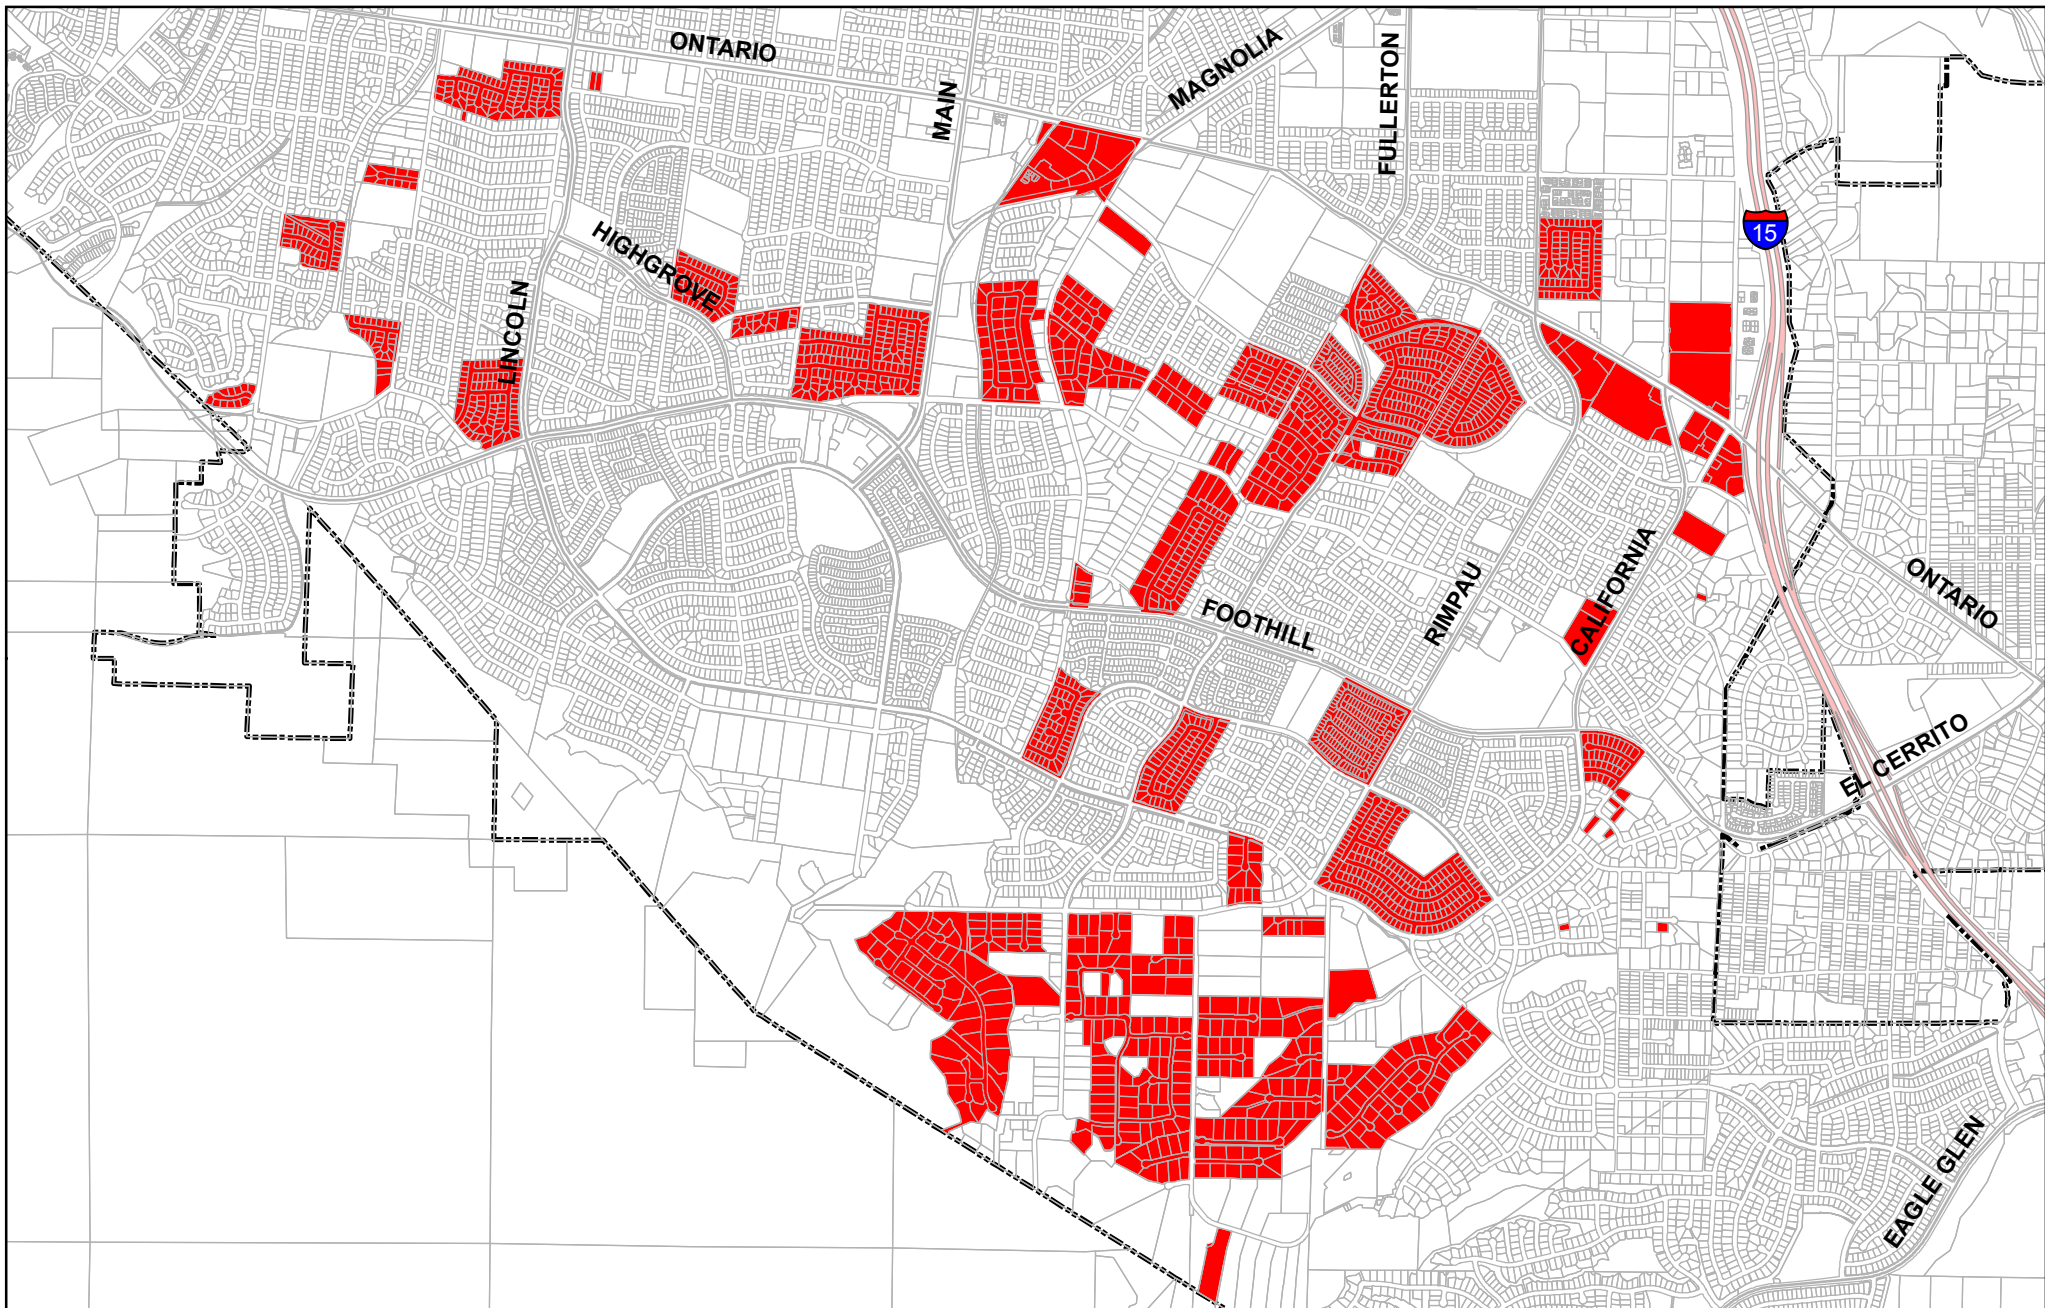 ONTARIO
MAGNOLIA
FULLERTON
MAIN
15
HIGHGROVE
LINCOLN
CALIFORNIA
ONTARIO
RIMPAU
FOOTHILL
EL CERRITO
EAGLE GLEN